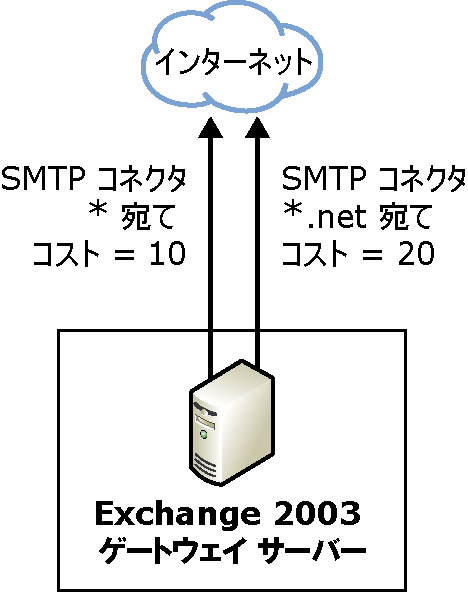 インターネット
SMTP コネクタ
* 宛て
コスト = 10
SMTP コネクタ
*.net 宛て
コスト = 20
Exchange 2003
ゲートウェイ サーバー